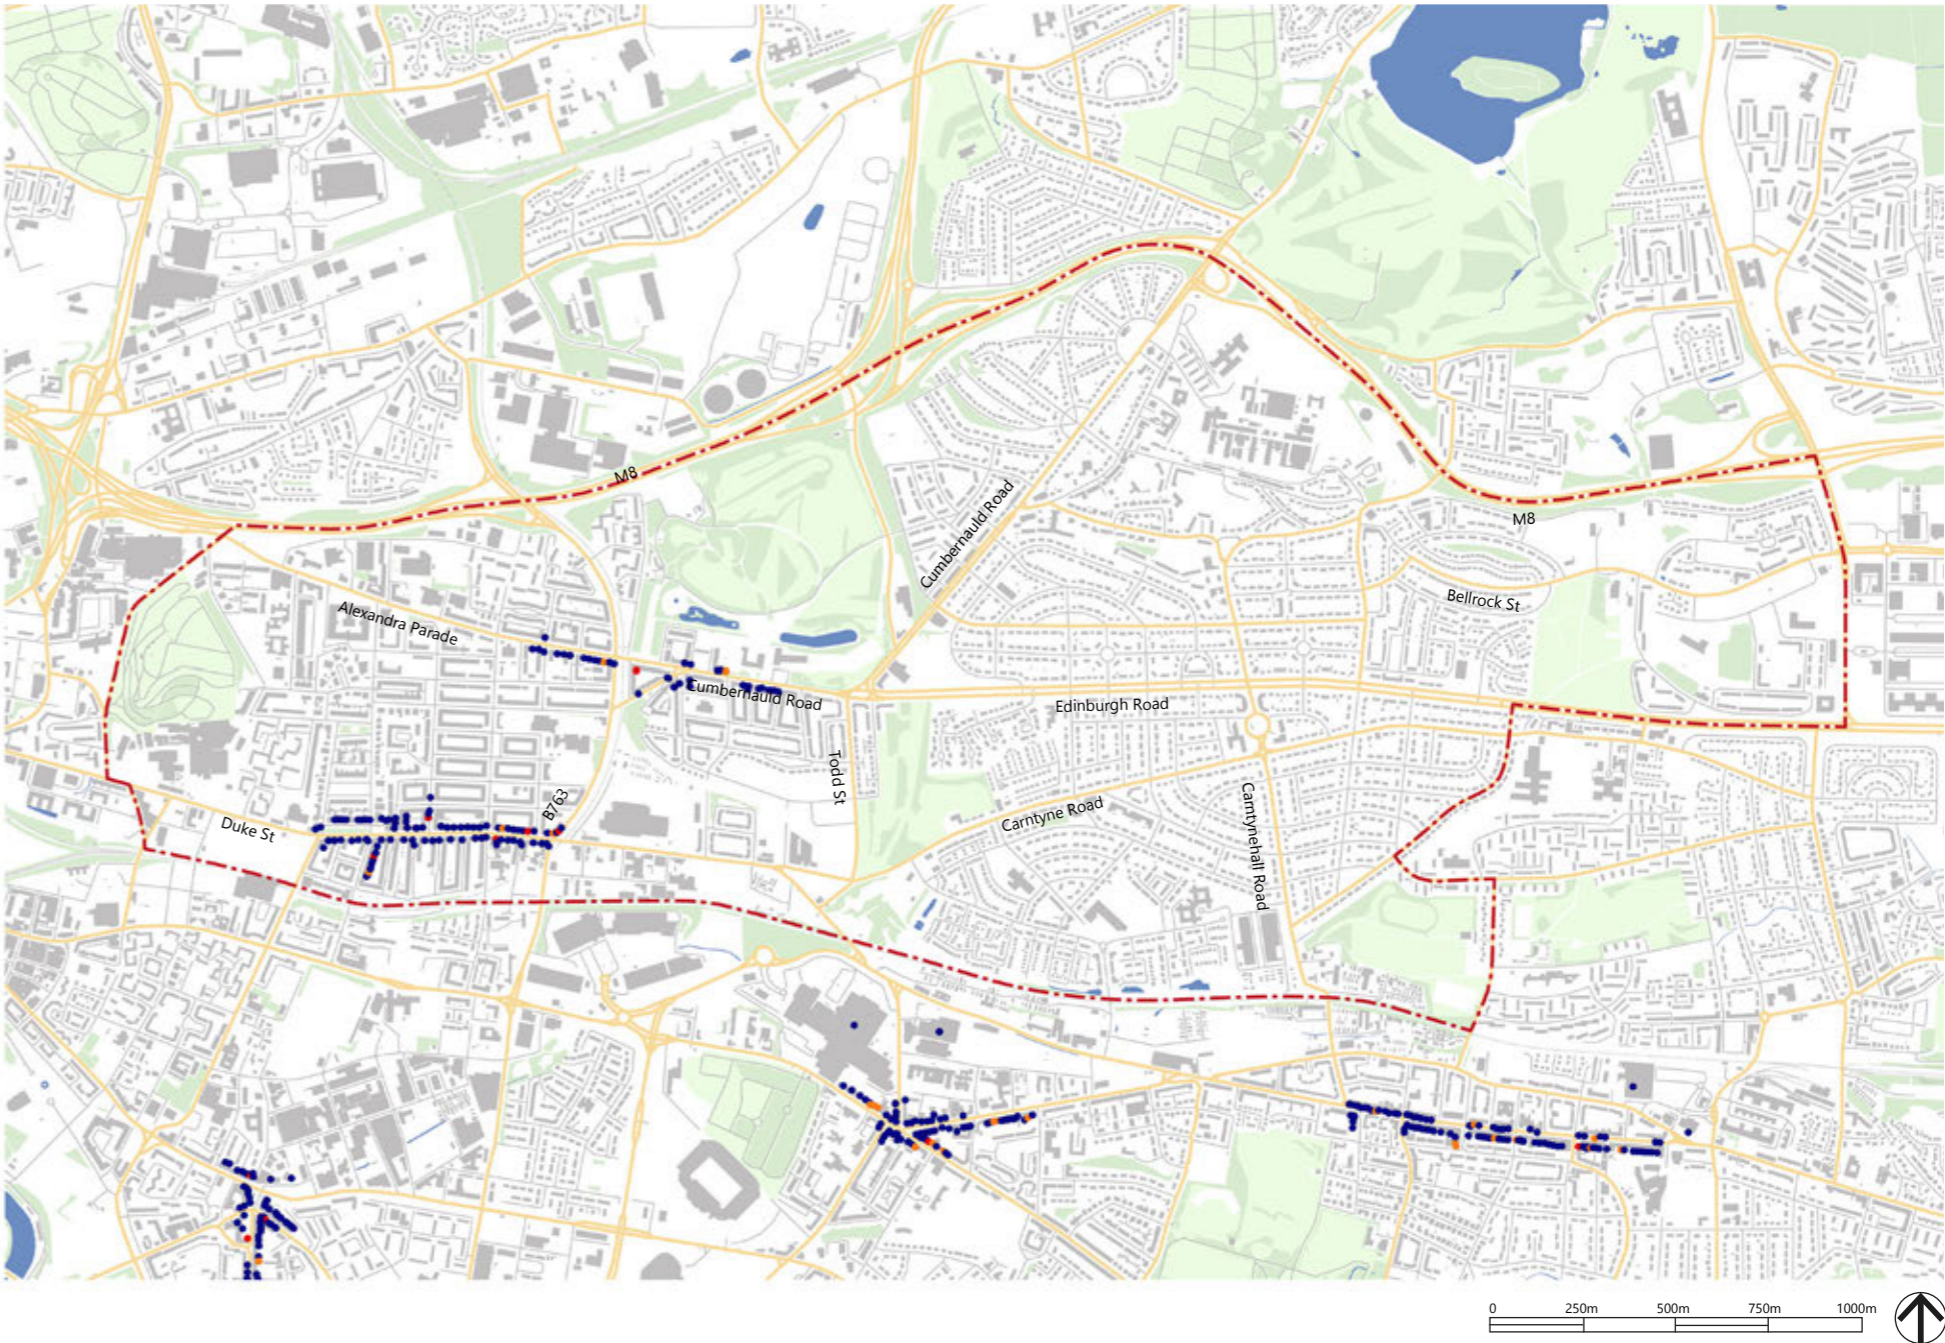 M8
Cumbernauld Road
M8
Bellrock St
Alexandra Parade
Cumbernauld Road
Edinburgh Road
Todd St
B763
Duke St
Carntyne Road
Carntynehall Road
0 250m 500m 750m 1000m